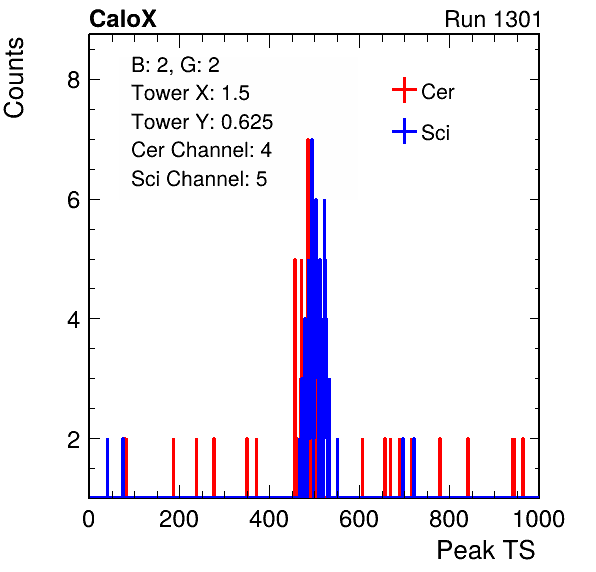 CaloX Run 1301
Counts
B: 2, G: 2
Tower X: 1.5
Tower Y: 0.625
Cer Channel: 4
Sci Channel: 5
Cer
Sci
8
6
4
2
0 200 400 600 800 1000
Peak TS